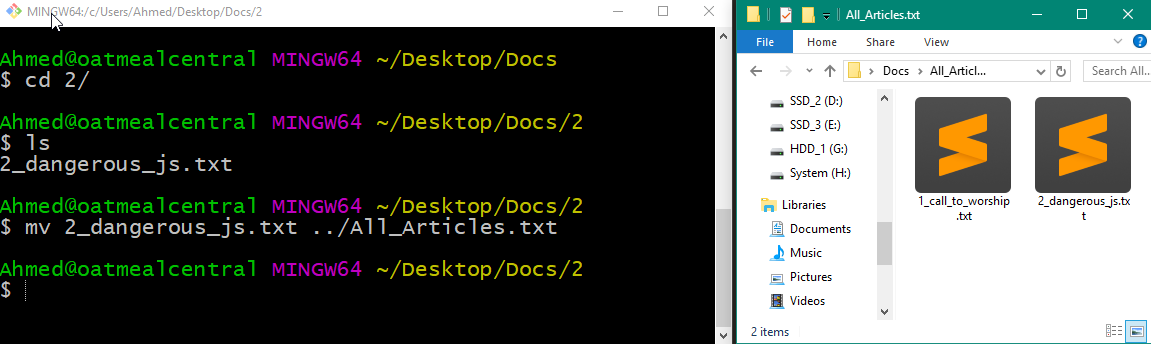 MINGW64:/c/Users/Ahmed/Desktop/Docs/2
Ahmed@oatmealcentral MINGW64 ~/Desktop/Docs
$ cd 2/
Ahmed@oatmealcentral MINGW64 ~/Desktop/Docs/2
$ ls
2_dangerous_js.txt
Ahmed@oatmealcentral MINGW64 ~/Desktop/Docs/2
$ mv 2_dangerous_js.txt ../All_Articles.txt
Ahmed@oatmealcentral MINGW64 ~/Desktop/Docs/2
$
All_Articles.txt
File Home Share View
Docs All_Articl...
Search All...
SSD_2 (D:)
SSD_3 (E:)
HDD_1 (G:)
System (H:)
Libraries
Documents
Music
Pictures
Videos
1_call_to_worship
.txt
2_dangerous_js.tx
t
2 items